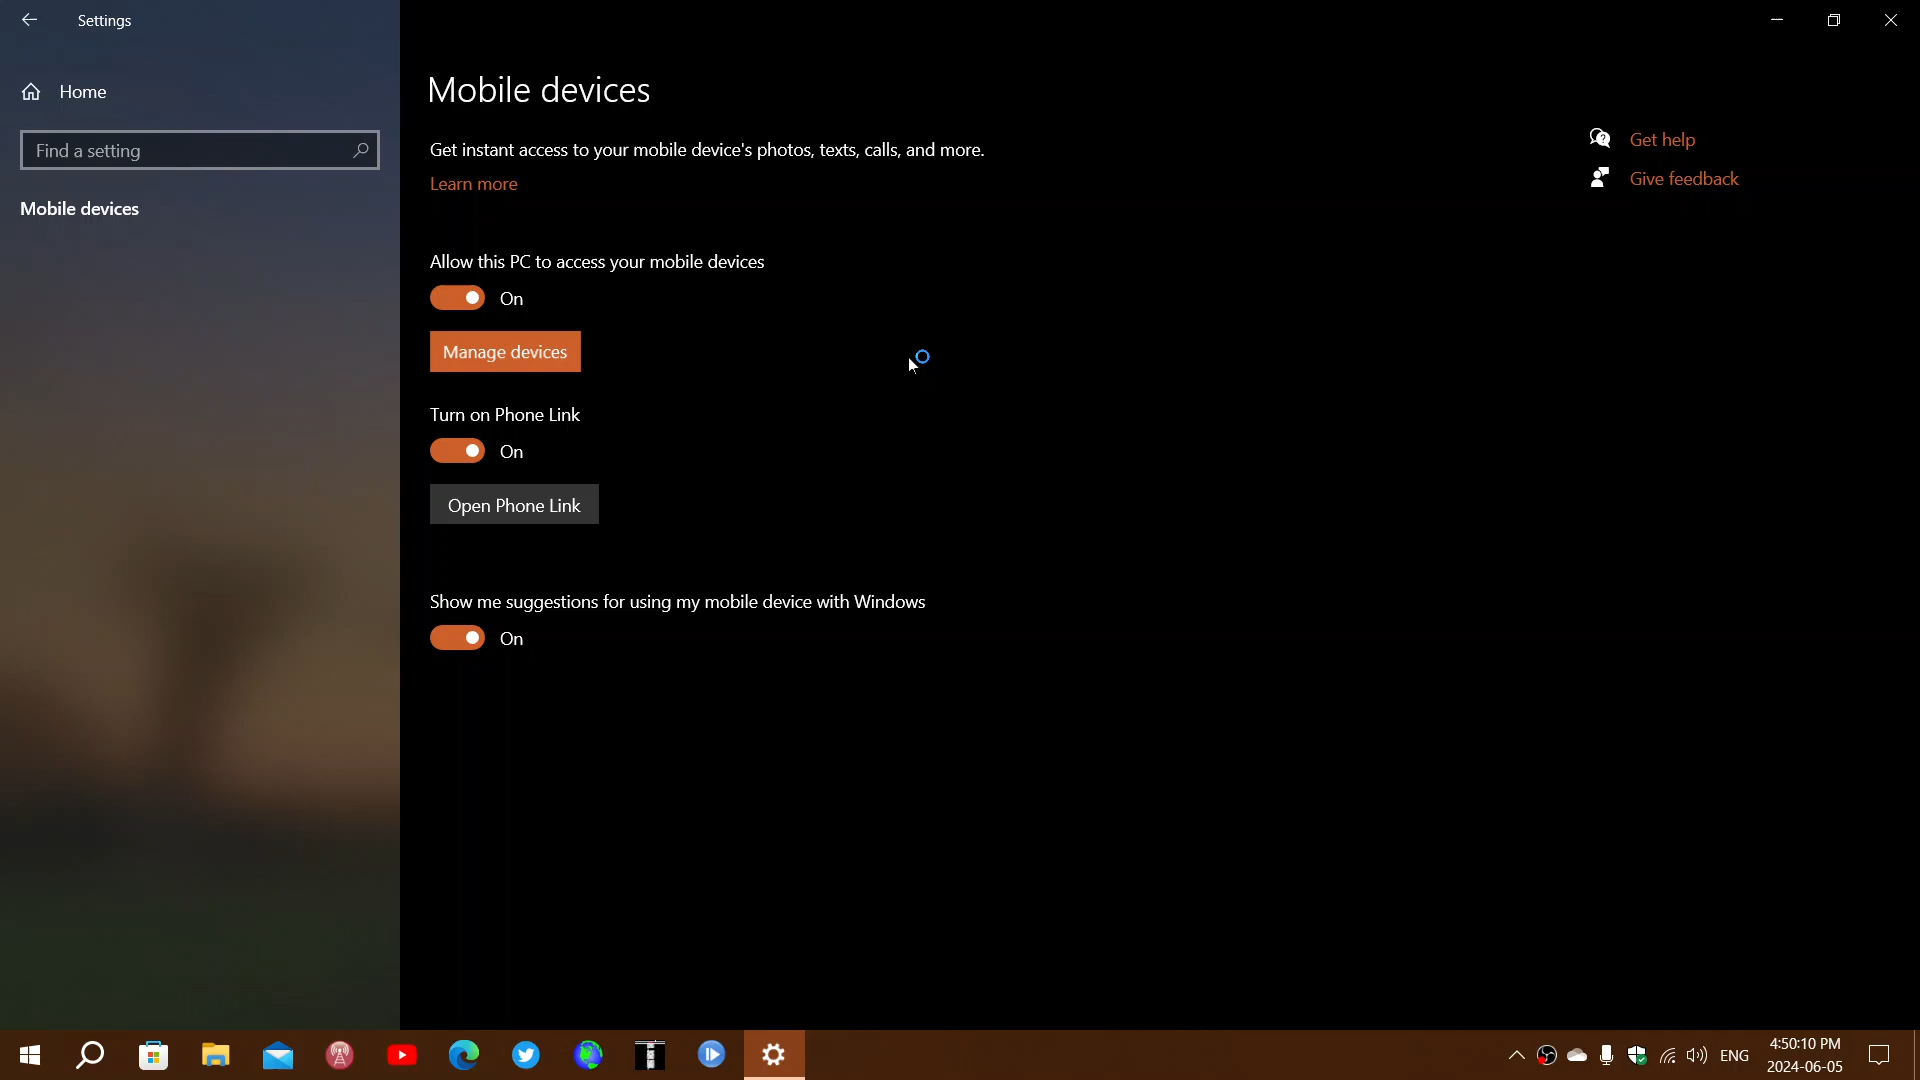 Settings
Home
Find a setting
Mobile devices
Mobile devices
Get instant access to your mobile device's photos, texts, calls, and more.
Learn more
Get help
Give feedback
Allow this PC to access your mobile devices
On
Manage devices
Turn on Phone Link
On
Open Phone Link
Show me suggestions for using my mobile device with Windows
On
ENG
4:50:10 PM
2024-06-05